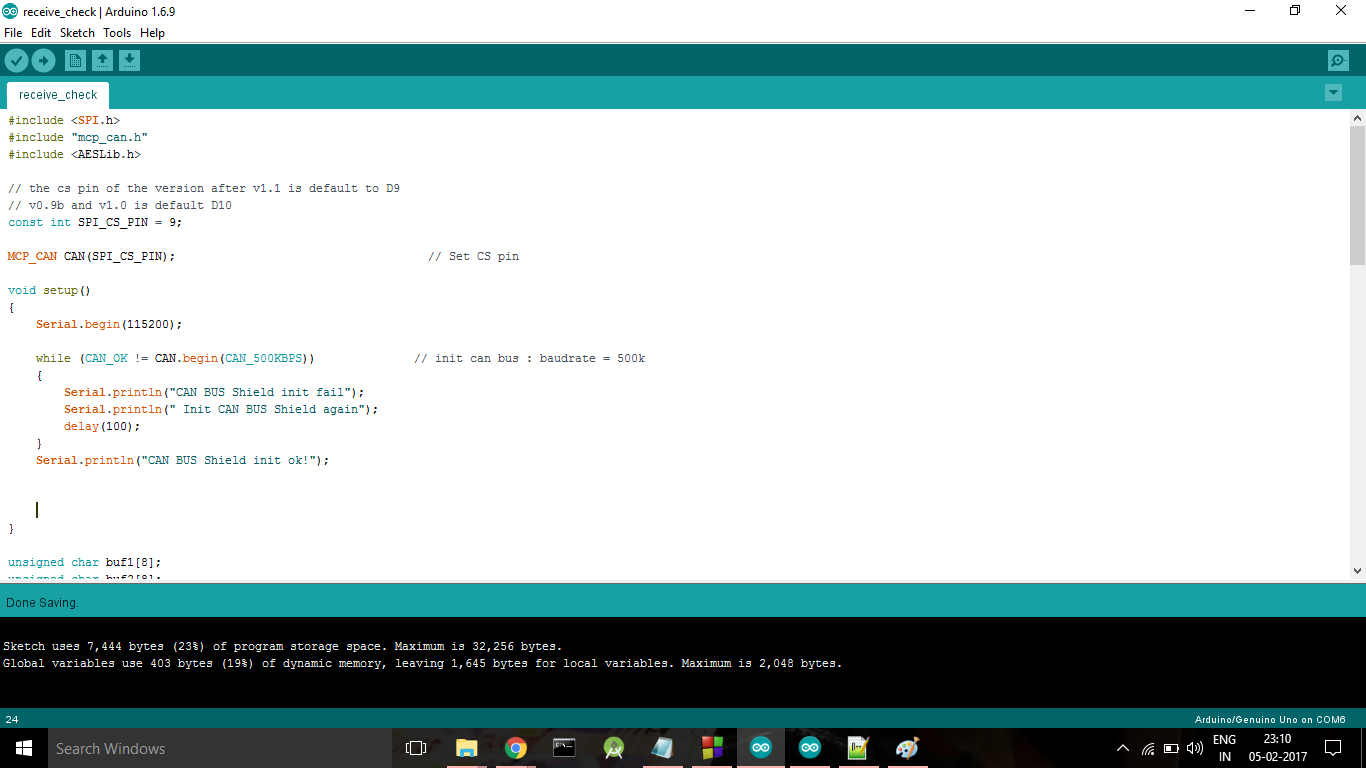 receive_check | Arduino 1.6.9
File Edit Sketch Tools Help
receive_check
#include <SPI.h>
#include "mcp_can.h"
#include <AESLib.h>
// the cs pin of the version after v1.1 is default to D9
// v0.9b and v1.0 is default D10
const int SPI_CS_PIN = 9;
MCP_CAN CAN(SPI_CS_PIN); // Set CS pin
void setup()
{
Serial.begin(115200);
while (CAN_OK != CAN.begin(CAN_500KBPS)) // init can bus : baudrate = 500k
{
Serial.println("CAN BUS Shield init fail");
Serial.println(" Init CAN BUS Shield again");
delay(100);
}
Serial.println("CAN BUS Shield init ok!");
}
unsigned char buf1[8];
unsigned char buf2[8];
Done Saving.
Sketch uses 7,444 bytes (23%) of program storage space. Maximum is 32,256 bytes.
Global variables use 403 bytes (19%) of dynamic memory, leaving 1,645 bytes for local variables. Maximum is 2,048 bytes.
24 Arduino/Genuino Uno on COM6
Search Windows
ENG
IN
23:10
05-02-2017